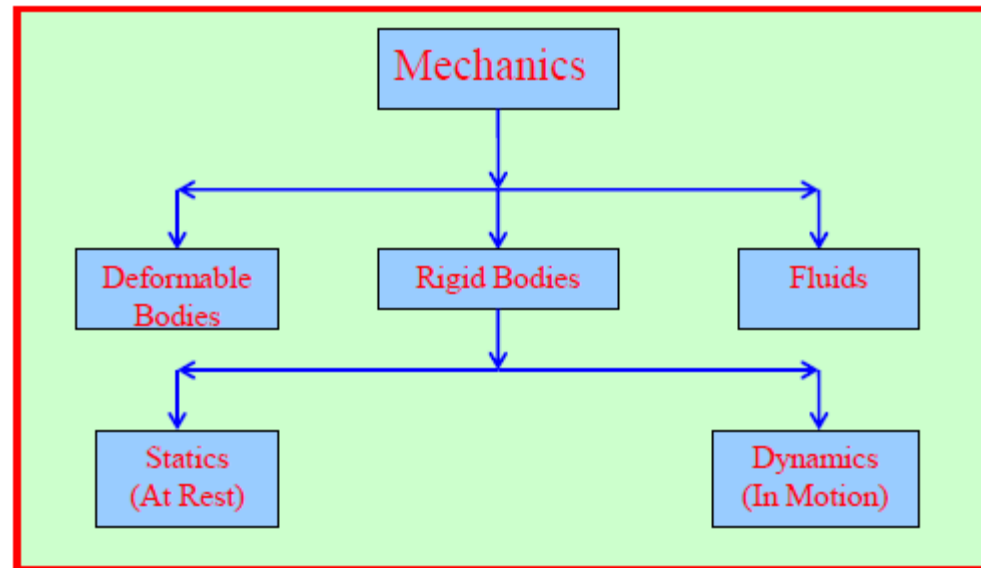 Mechanics
Deformable
Bodies
Rigid Bodies
Fluids
Statics
(At Rest)
Dynamics
(In Motion)